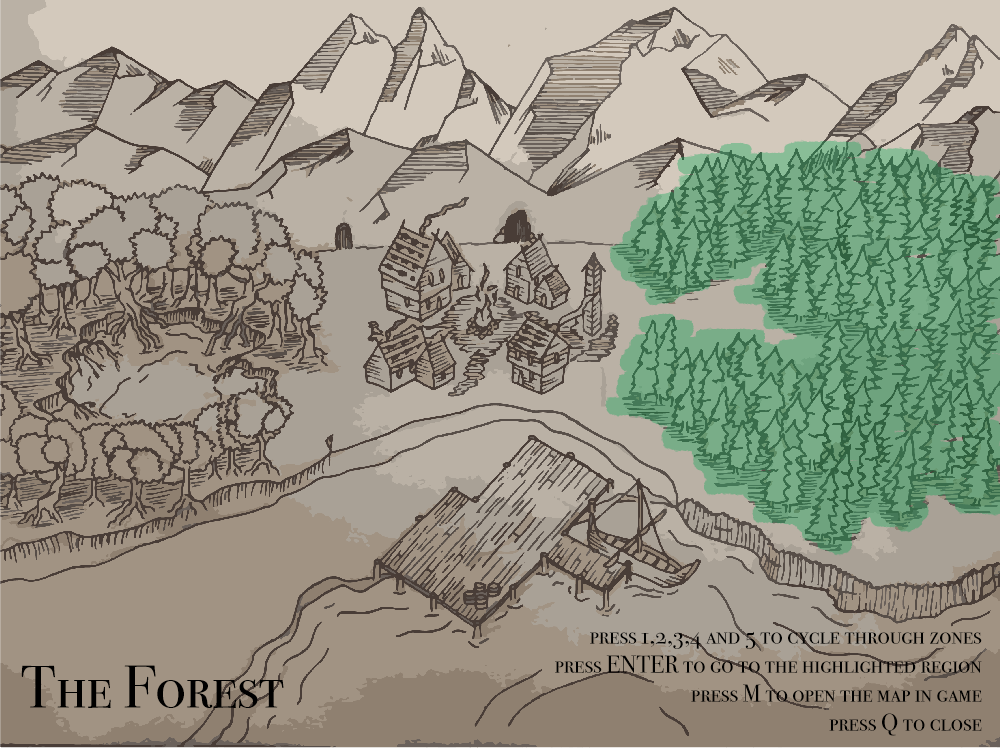 PRESS 1,2,3,4 AND 5 TO CYCLE THROUGH ZONES
PRESS ENTER TO GO TO THE HIGHLIGHTED REGION
PRESS M TO OPEN THE MAP IN GAME
PRESS Q TO CLOSE
THE FOREST